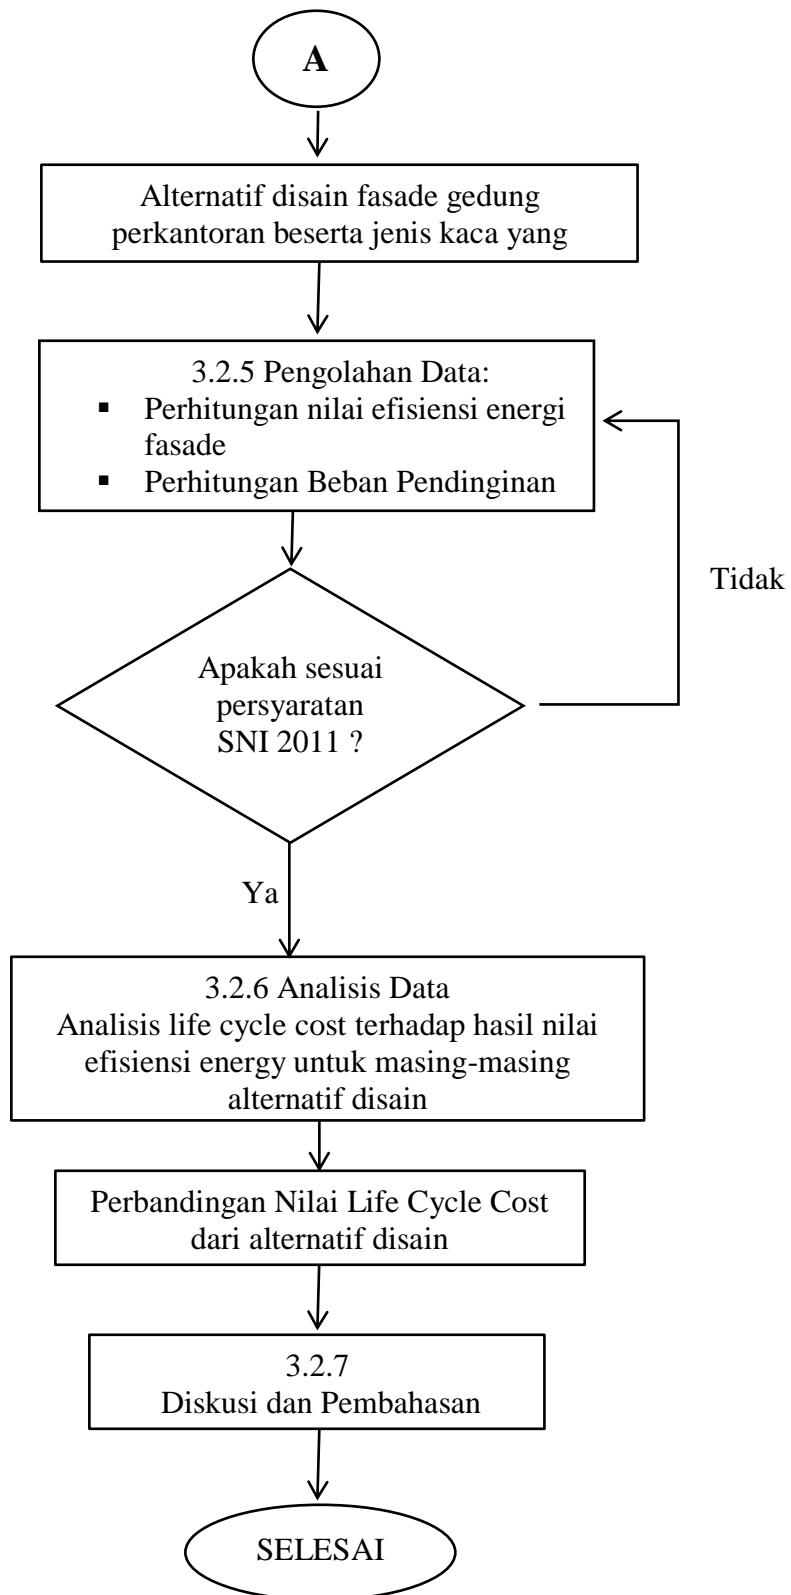 A
Alternatif disain fasade gedung
perkantoran beserta jenis kaca yang
3.2.5 Pengolahan Data:
▪ Perhitungan nilai efisiensi energi
fasade
▪ Perhitungan Beban Pendinginan
Tidak
Apakah sesuai
persyaratan
SNI 2011 ?
Ya
3.2.6 Analisis Data
Analisis life cycle cost terhadap hasil nilai
efisiensi energy untuk masing-masing
alternatif disain
Perbandingan Nilai Life Cycle Cost
dari alternatif disain
3.2.7
Diskusi dan Pembahasan
SELESAI